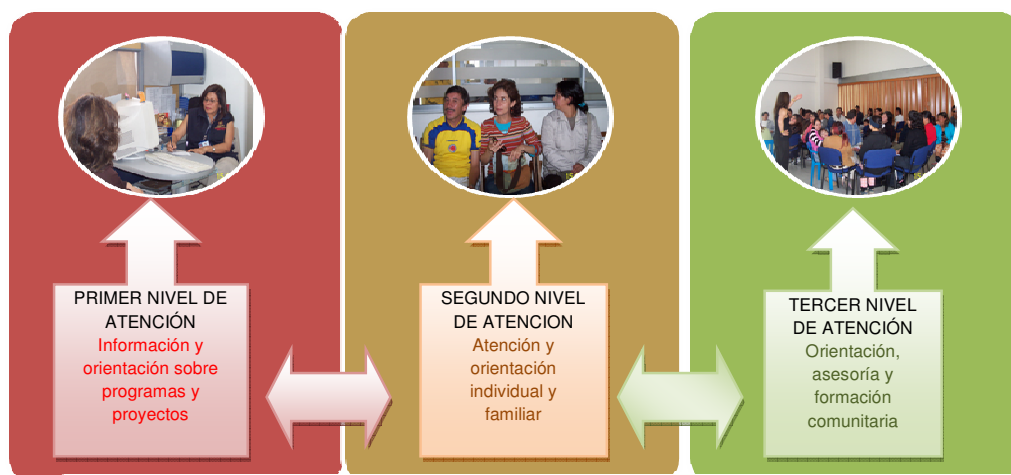 PRIMER NIVEL DE
ATENCIÓN
Información y
orientación sobre
programas y
proyectos
SEGUNDO NIVEL
DE ATENCION
Atención y
orientación
individual y
familiar
TERCER NIVEL
DE ATENCIÓN
Orientación,
asesoría y
formación
comunitaria